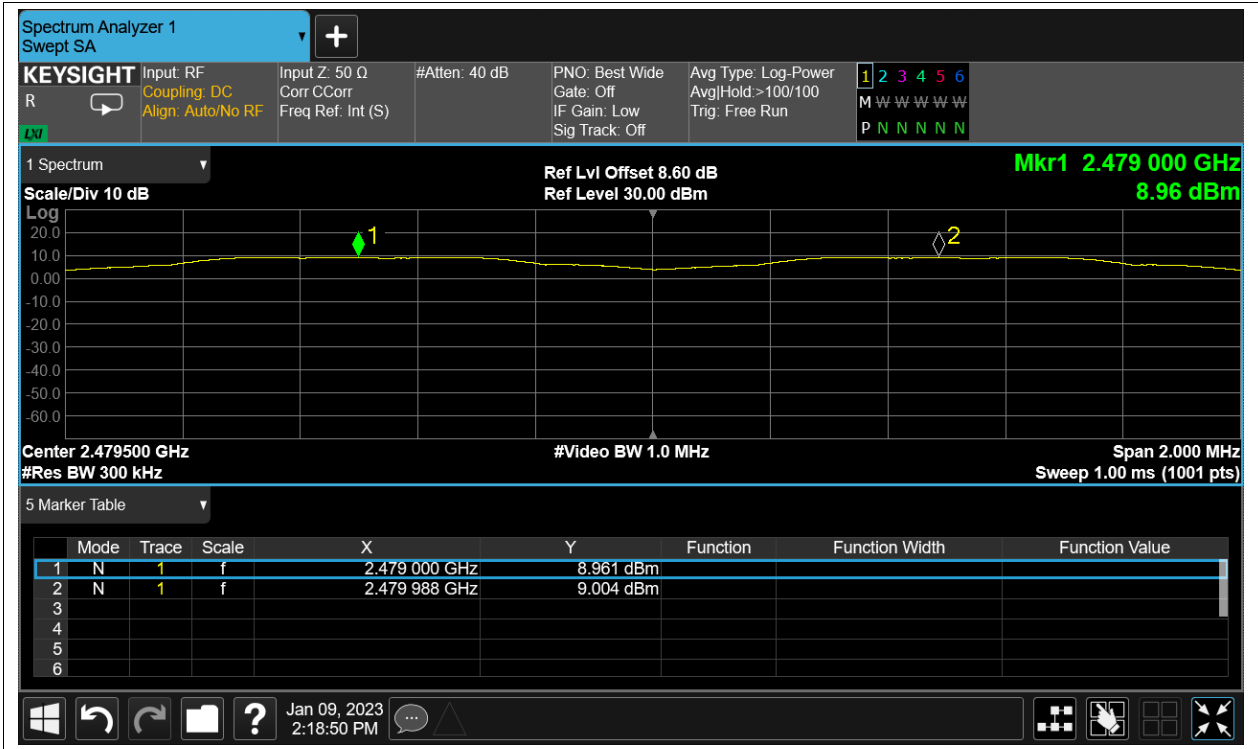 Spectrum Analyzer 1
Swept SA
KEYSIGHT
R
LXI
Input: RF
Coupling: DC
Align: Auto/No RF
Input Z: 50 Ω
Corr CCorr
Freq Ref: Int (S)
#Atten: 40 dB
PNO: Best Wide
Gate: Off
IF Gain: Low
Sig Track: Off
Avg Type: Log-Power
Avg|Hold:>100/100
Trig: Free Run
1 2 3 4 5 6
M W W W W W
P N N N N N
1 Spectrum
Scale/Div 10 dB
Ref Lvl Offset 8.60 dB
Ref Level 30.00 dBm
Mkr1 2.479 000 GHz
8.96 dBm
Log
20.0
10.0
0.00
-10.0
-20.0
-30.0
-40.0
-50.0
-60.0
1
2
Center 2.479500 GHz
#Res BW 300 kHz
#Video BW 1.0 MHz
Span 2.000 MHz
Sweep 1.00 ms (1001 pts)
5 Marker Table
Mode Trace Scale X Y Function Function Width Function Value
1 N 1 f 2.479 000 GHz 8.961 dBm
2 N 1 f 2.479 988 GHz 9.004 dBm
3
4
5
6
?
Jan 09, 2023
2:18:50 PM